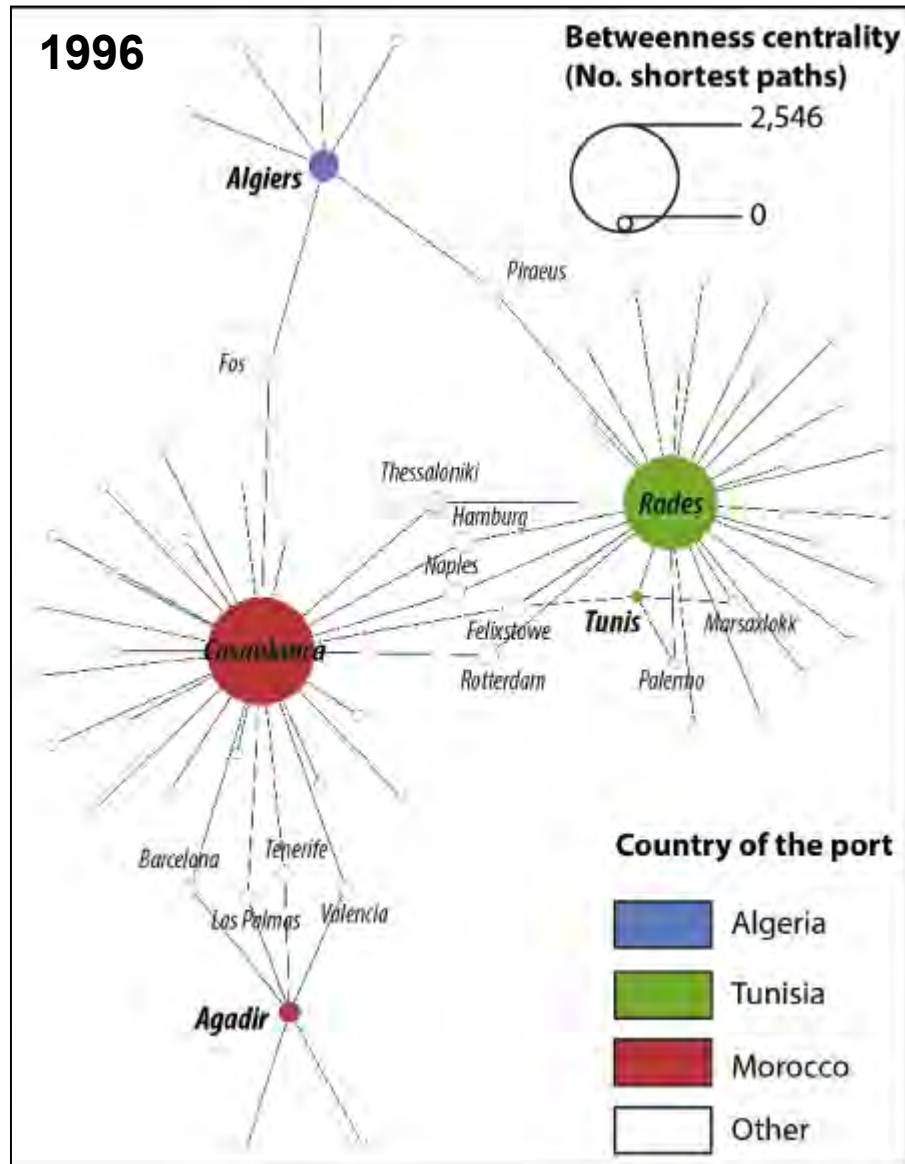 1996
Betweenness centrality
(No. shortest paths)
2,546
0
Algiers
Piraeus
Fos
Thessaloniki
Hamburg
Rades
Naples
Felixstowe
Tunis
Marsaxlokk
Casablanca
Rotterdam
Palermo
Barcelona
Tenerife
Las Palmas
Valencia
Agadir
Country of the port
Algeria
Tunisia
Morocco
Other